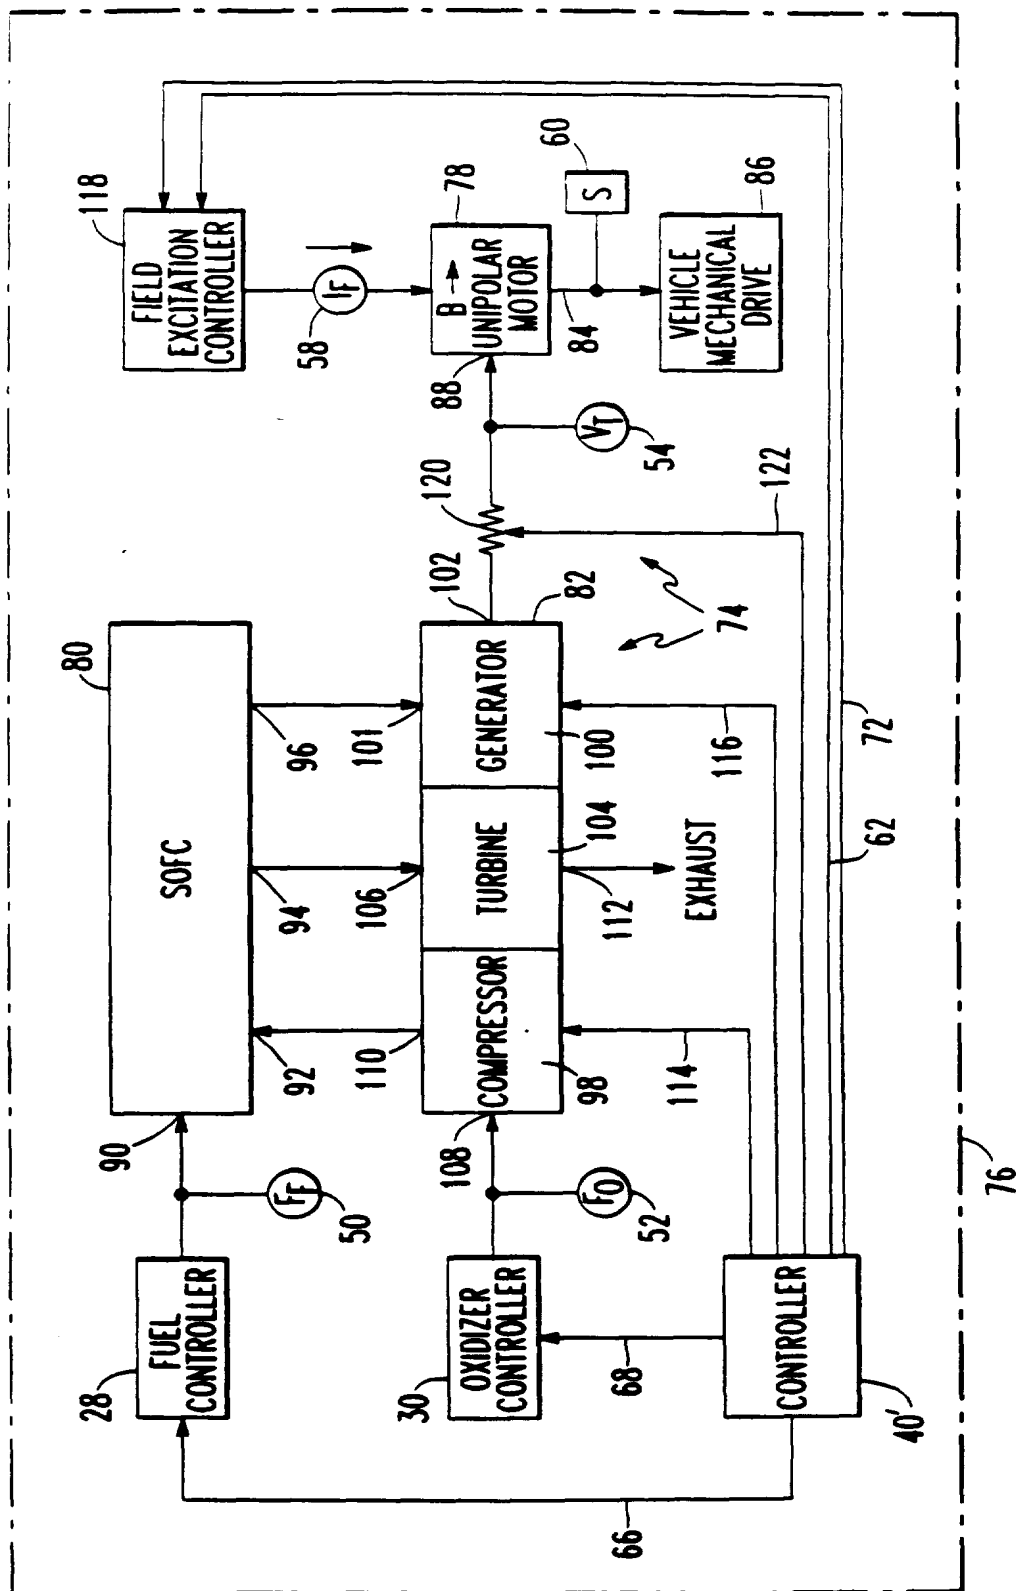 80
SOFC
90
92
94
96
FUEL
CONTROLLER
28
FF
50
110
106
101
102
120
COMPRESSOR
TURBINE
GENERATOR
98
104
100
82
108
112
EXHAUST
OXIDIZER
CONTROLLER
30
FO
52
118
FIELD
EXCITATION
CONTROLLER
IF
58
B
UNIPOLAR
MOTOR
78
88
84
S
60
VEHICLE
MECHANICAL
DRIVE
86
VT
54
74
122
116
114
68
66
CONTROLLER
40'
62
72
76